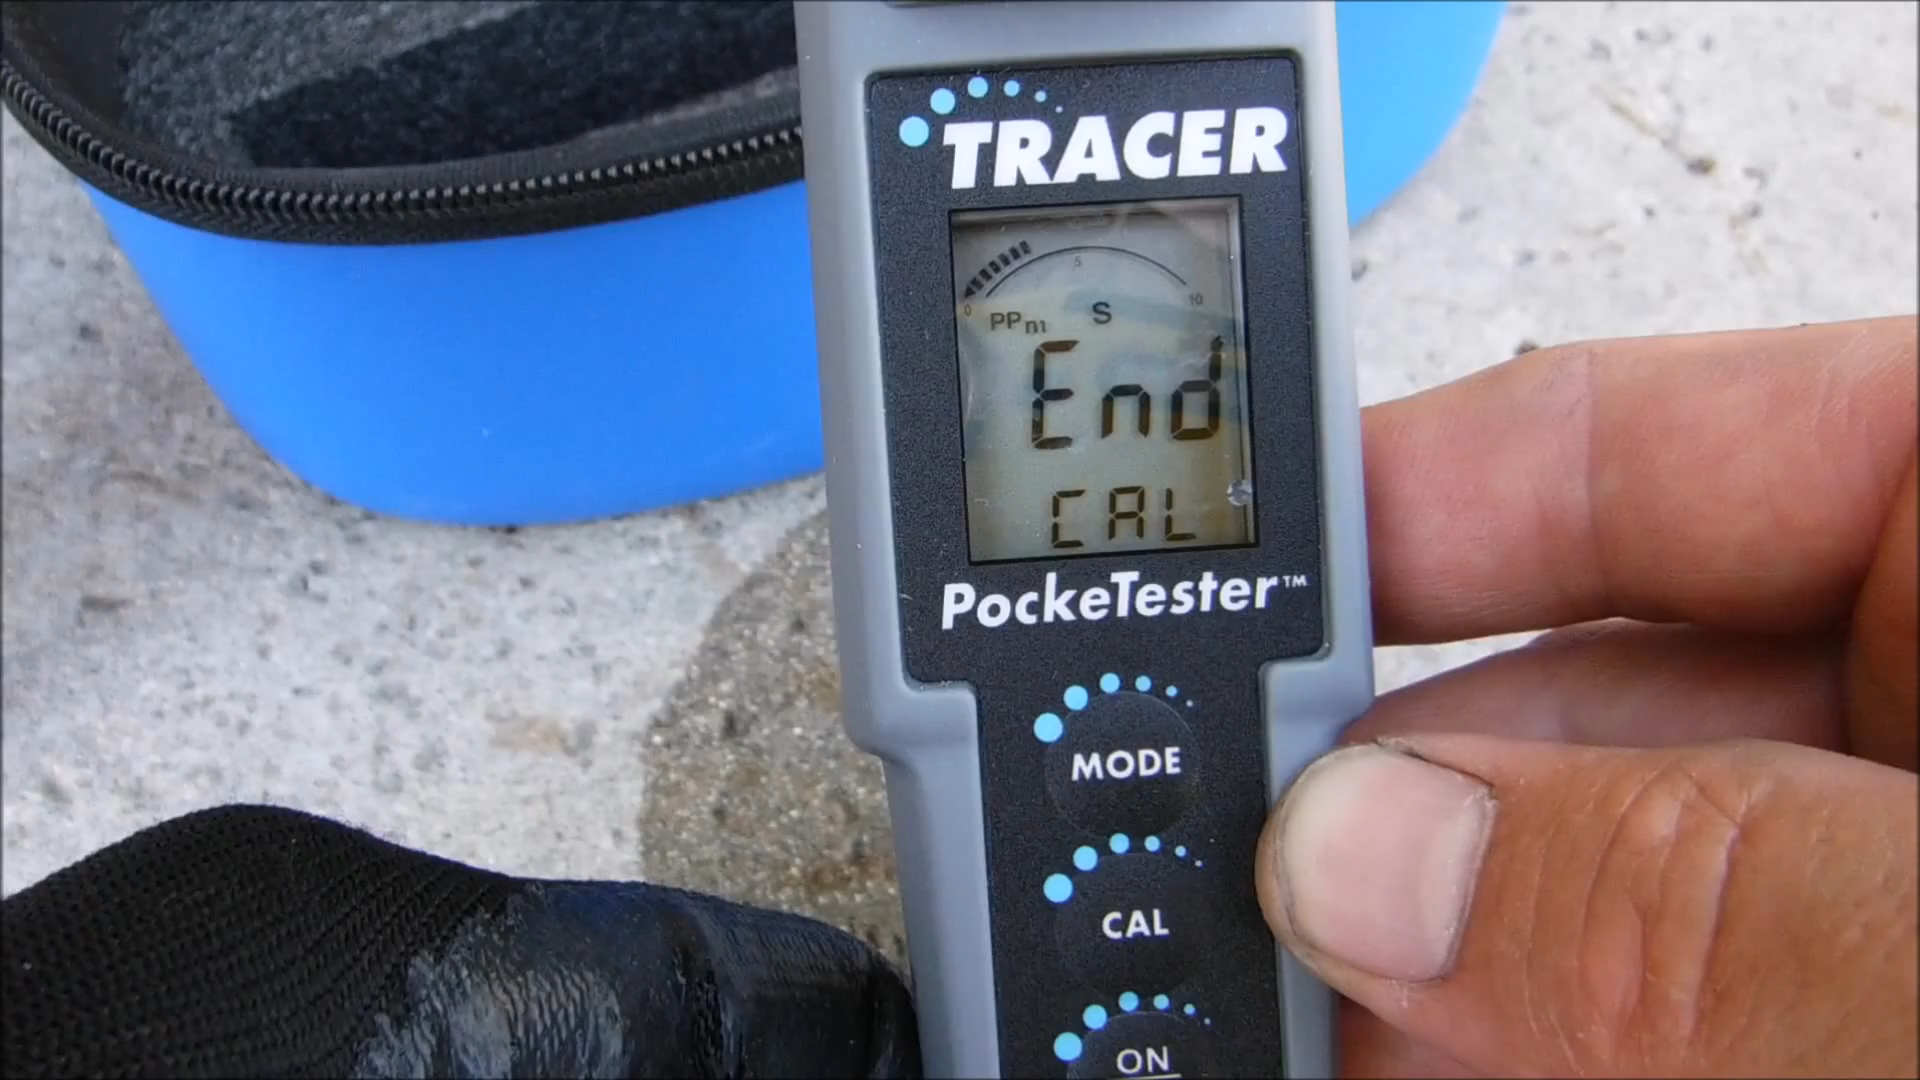 TRACER
5
0 10
PPm S
End
CAL
PockeTester™
MODE
CAL
ON